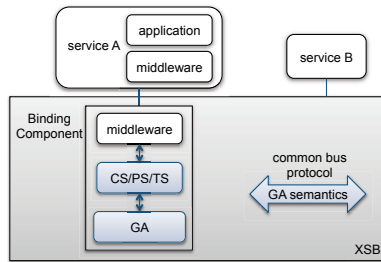 service A
application
middleware
service B
Binding
Component
middleware
CS/PS/TS
GA
common bus
protocol
GA semantics
XSB